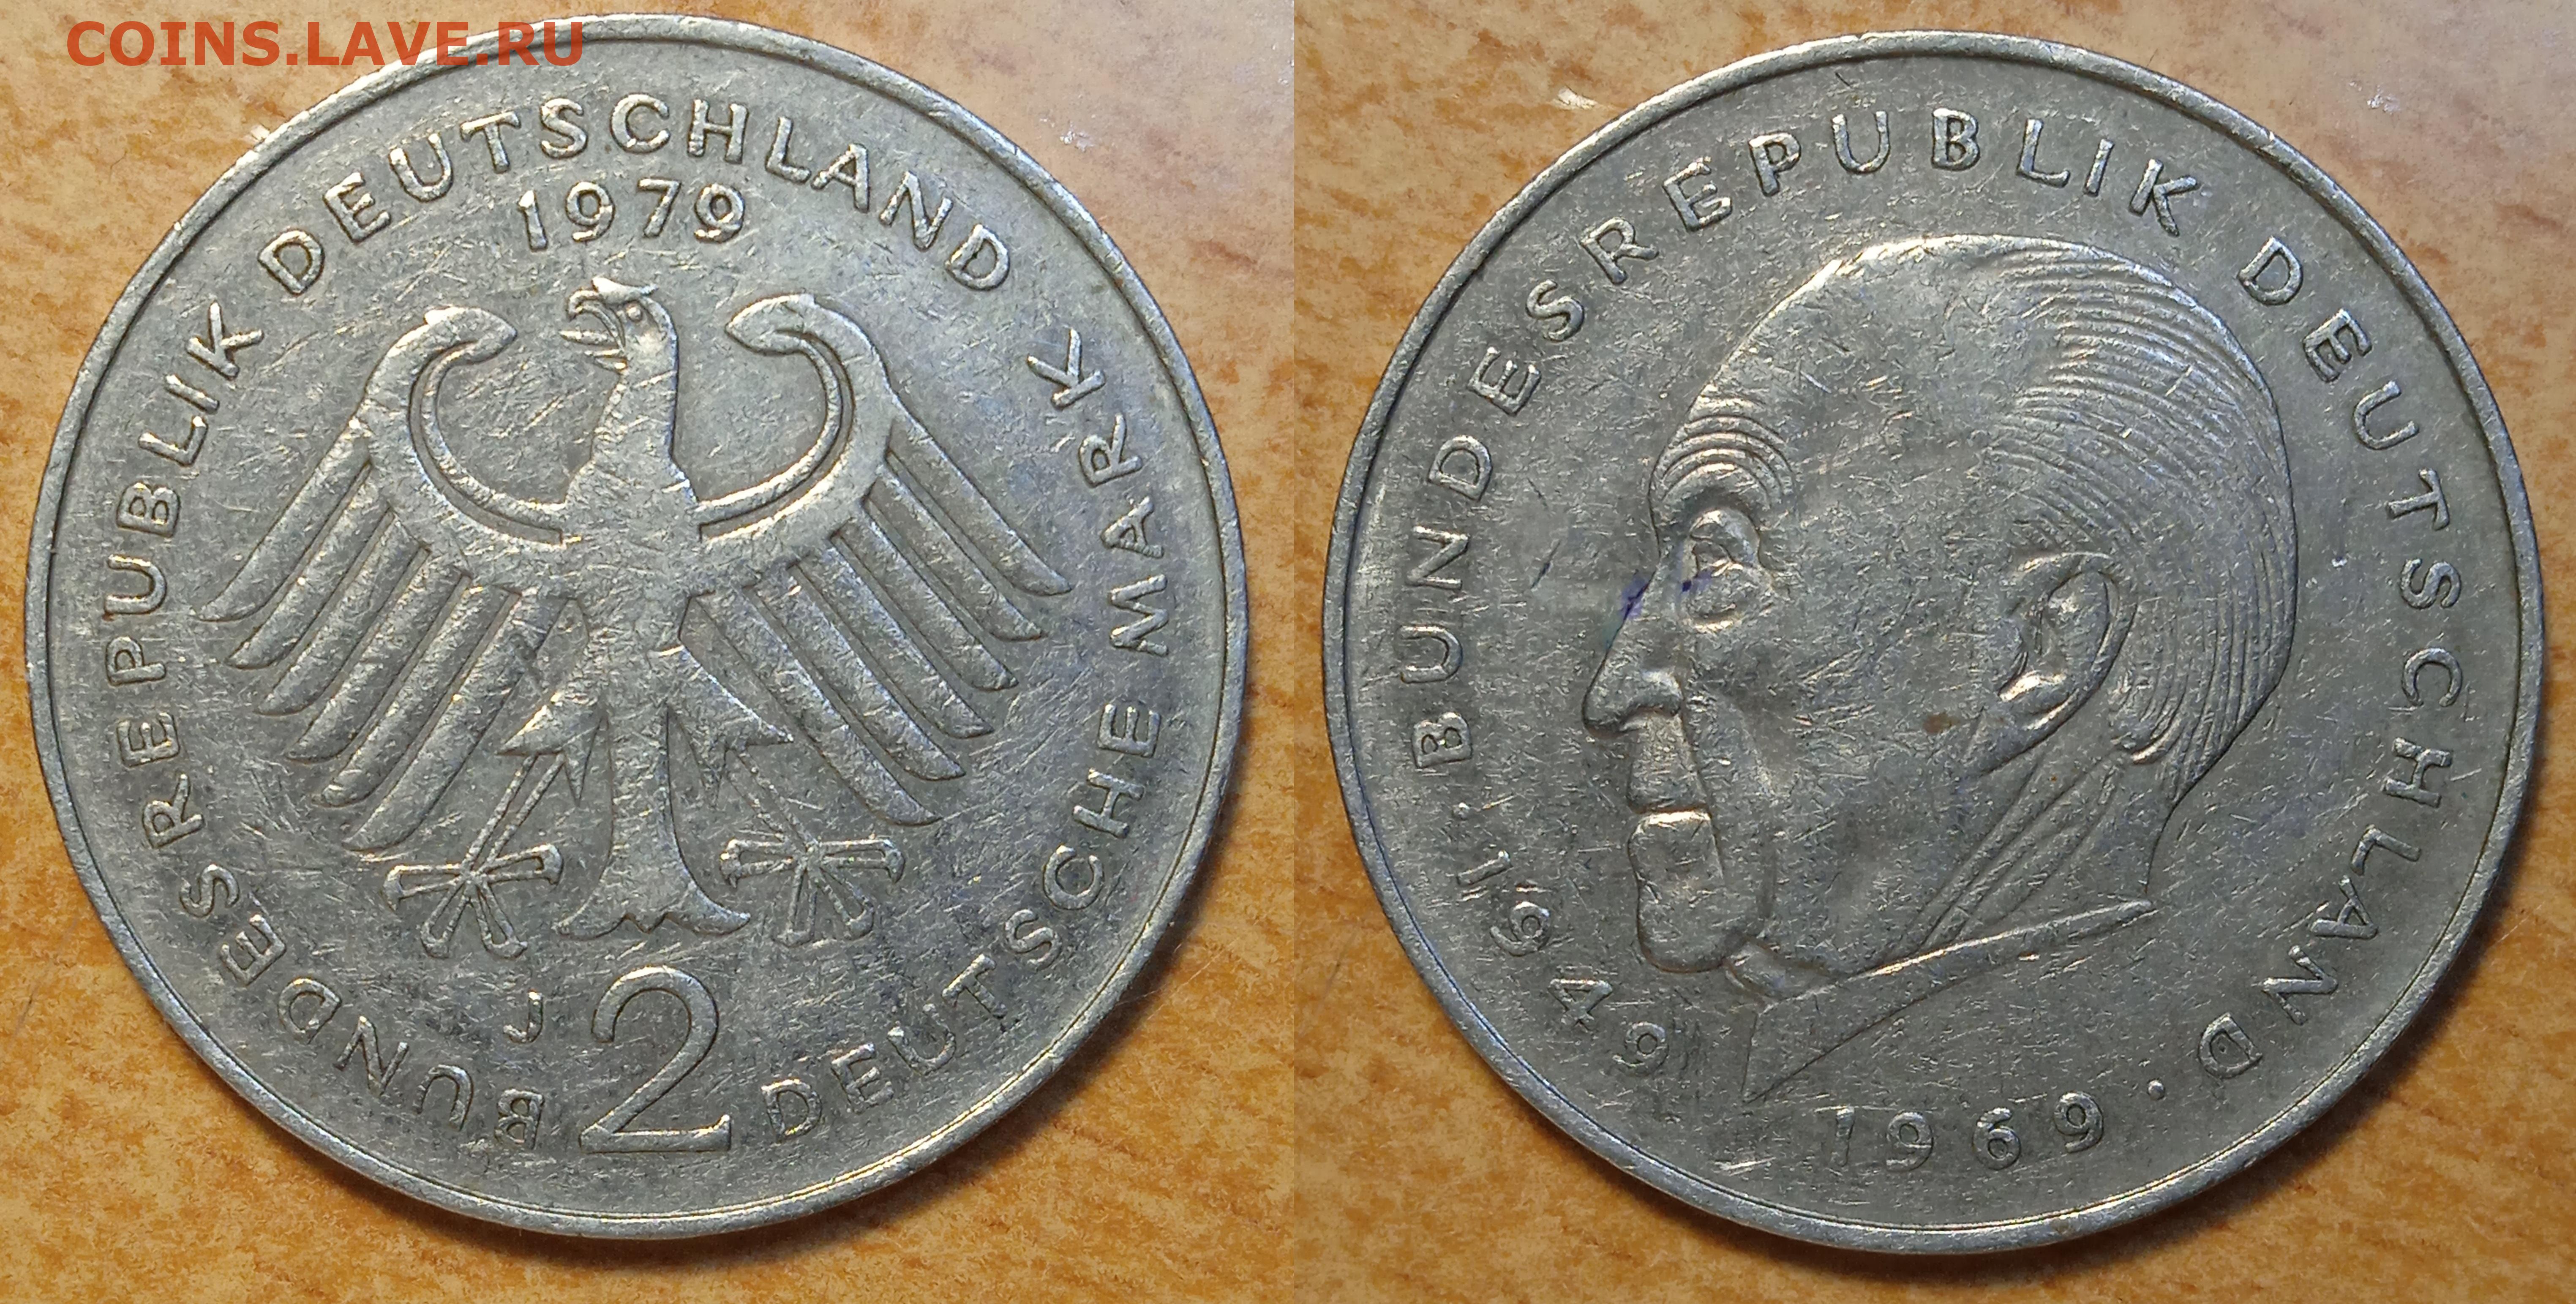 COINS.LAVE.RU
BUNDESREPUBLIK DEUTSCHLAND
1979
J
2
DEUTSCHE MARK
1949 · BUNDESREPUBLIK DEUTSCHLAND ·
1969
D